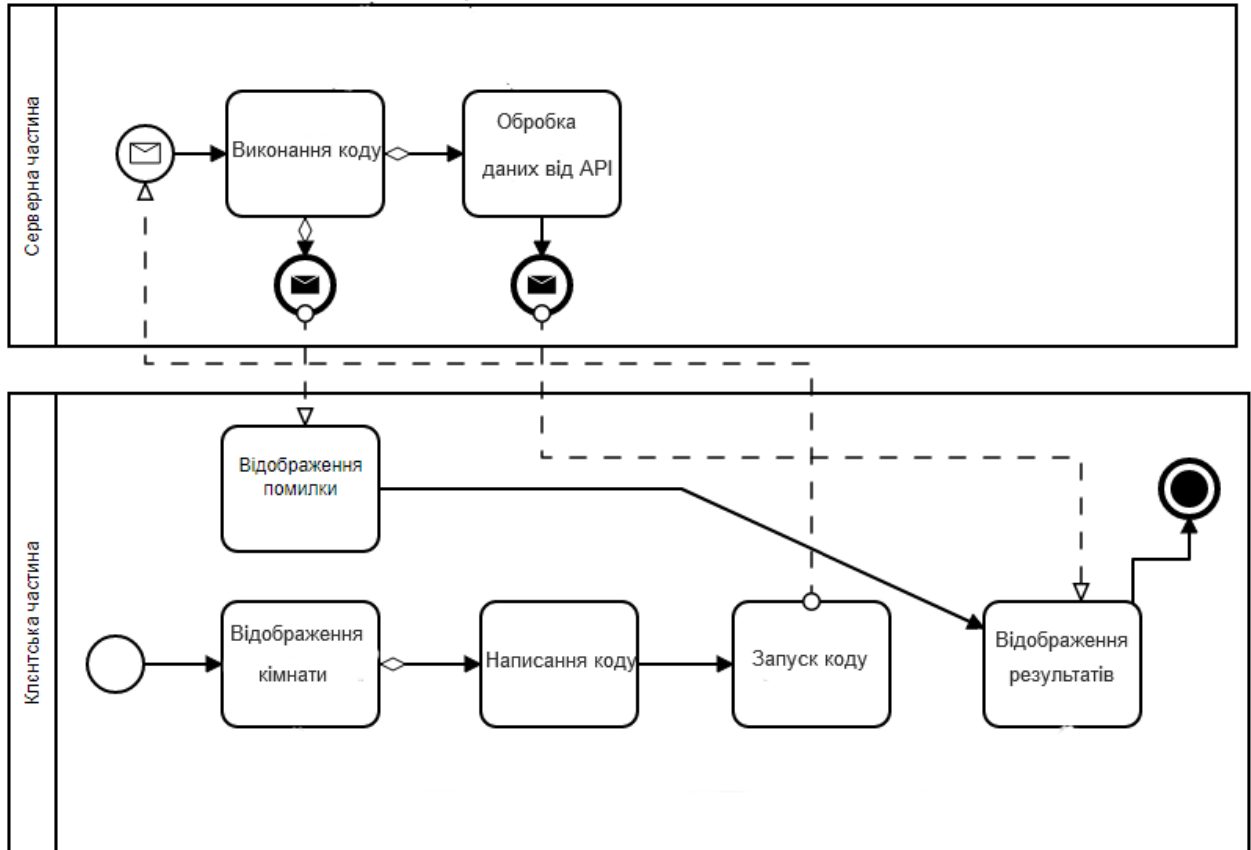 Серверна частина
Виконання коду
Обробка
даних від API
Клєнтська частина
Відображення
помилки
Відображення
кімнати
Написання коду
Запуск коду
Відображення
результатів